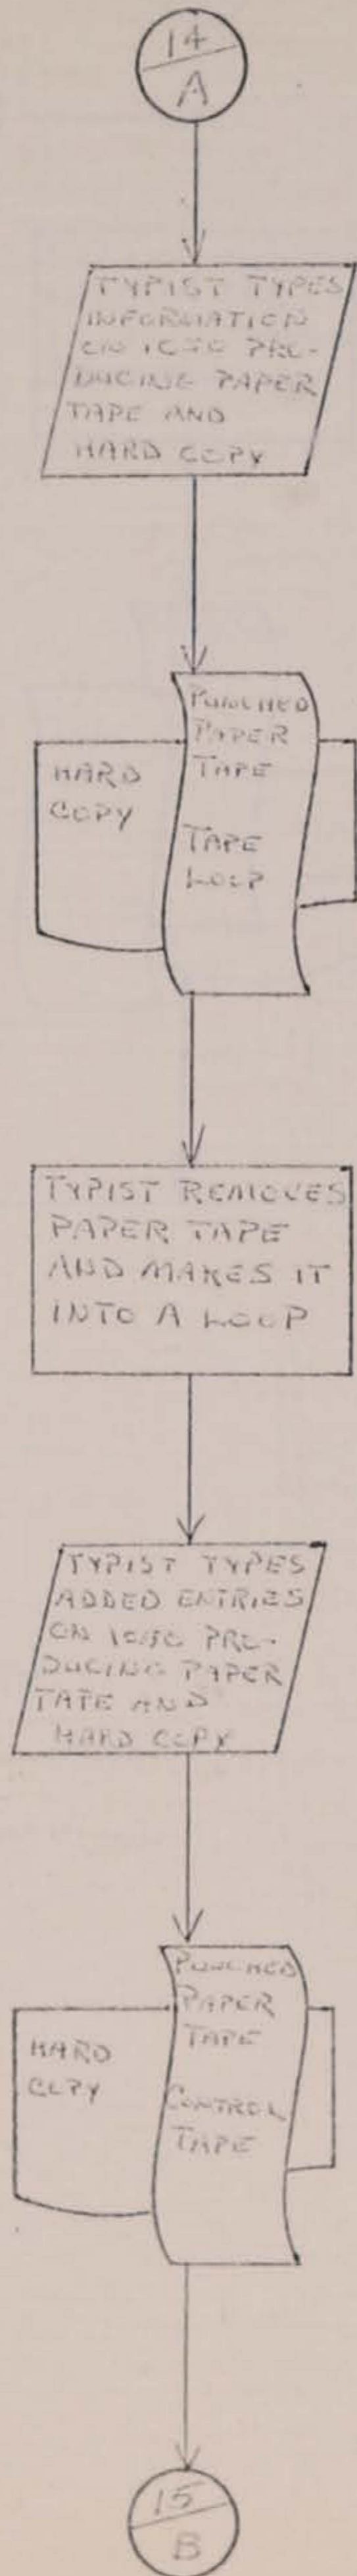 14
A
TYPIST TYPES
INFORMATION
ON 1050 PRO-
DUCING PAPER
TAPE AND
HARD COPY
PUNCHED
PAPER
TAPE
TAPE
LOOP
HARD
COPY
TYPIST REMOVES
PAPER TAPE
AND MAKES IT
INTO A LOOP
TYPIST TYPES
ADDED ENTRIES
ON 1050 PRO-
DUCING PAPER
TATE AND
HARD COPY
PUNCHED
PAPER
TAPE
CONTROL
TAPE
HARD
COPY
15
B